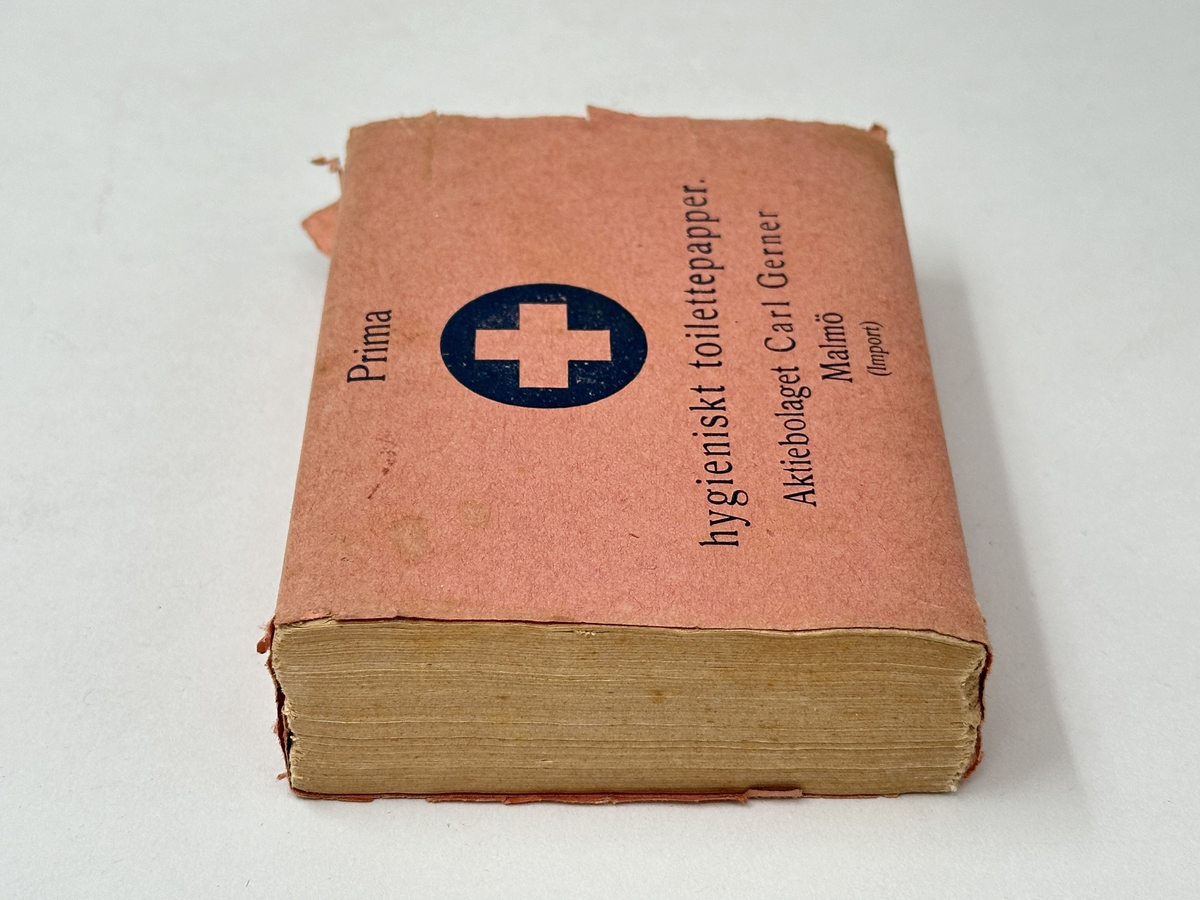 Prima
hygieniskt toilettepapper.
Aktiebolaget Carl Gerner
Malmö
(Import)